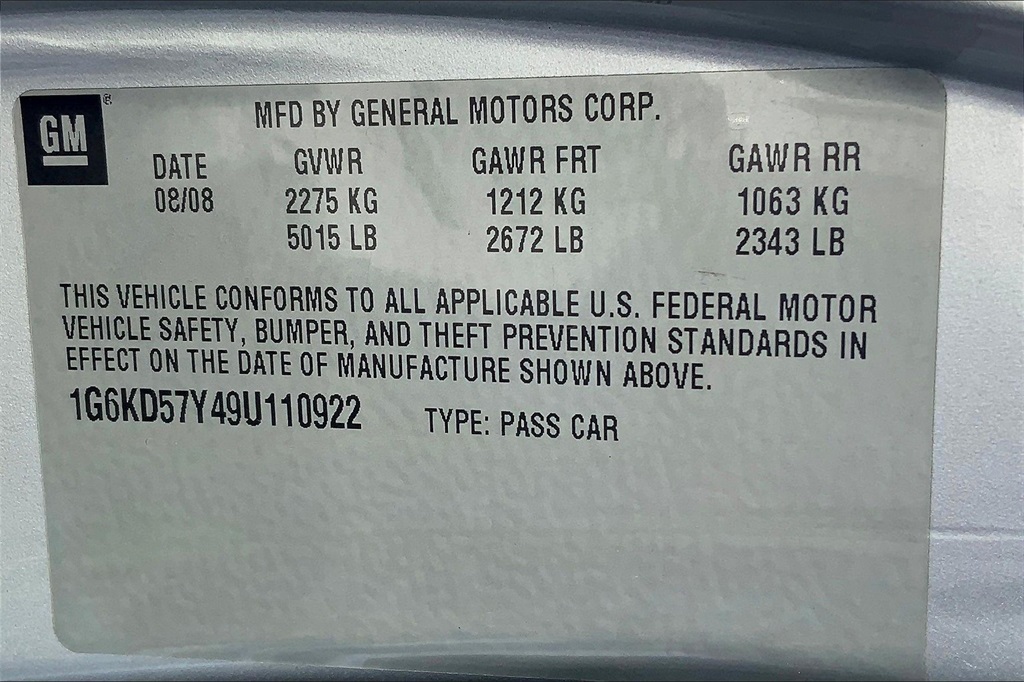 GM ®
MFD BY GENERAL MOTORS CORP.
DATE GVWR GAWR FRT GAWR RR
08/08 2275 KG 1212 KG 1063 KG
5015 LB 2672 LB 2343 LB
THIS VEHICLE CONFORMS TO ALL APPLICABLE U.S. FEDERAL MOTOR
VEHICLE SAFETY, BUMPER, AND THEFT PREVENTION STANDARDS IN
EFFECT ON THE DATE OF MANUFACTURE SHOWN ABOVE.
1G6KD57Y49U110922 TYPE: PASS CAR